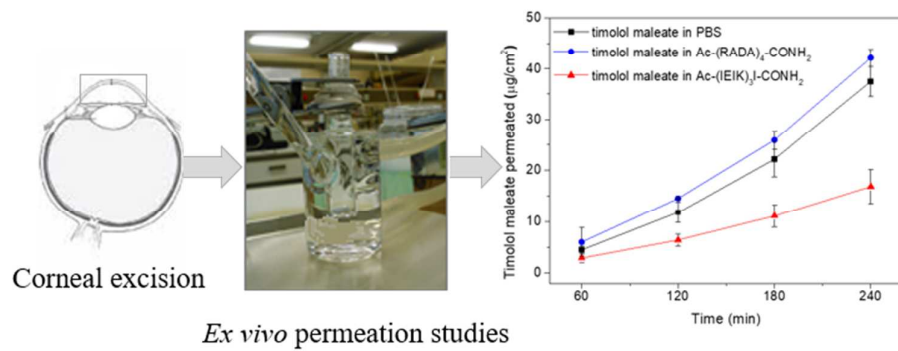 Corneal excision
Ex vivo permeation studies
Timolol maleate permeated (µg/cm²)
50
40
30
20
10
0
timolol maleate in PBS
timolol maleate in Ac-(RADA)₄-CONH₂
timolol maleate in Ac-(IEIK)₃I-CONH₂
60 120 180 240
Time (min)